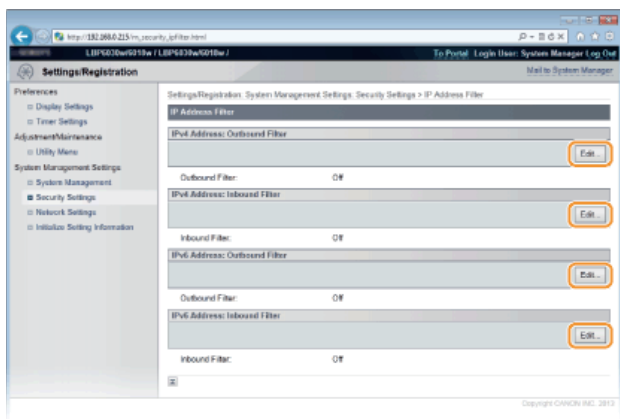 http://192.168.0.215/m_security_ipfilter.html
LBP6030w/6018w / LBP6030w/6018w /
To Portal Login User: System Manager Log Out
Settings/Registration
Mail to System Manager
Preferences
Display Settings
Timer Settings
Adjustment/Maintenance
Utility Menu
System Management Settings
System Management
Security Settings
Network Settings
Initialize Setting Information
Settings/Registration: System Management Settings: Security Settings > IP Address Filter
IP Address Filter
IPv4 Address: Outbound Filter
Edit...
Outbound Filter: Off
IPv4 Address: Inbound Filter
Edit...
Inbound Filter: Off
IPv6 Address: Outbound Filter
Edit...
Outbound Filter: Off
IPv6 Address: Inbound Filter
Edit...
Inbound Filter: Off
Copyright CANON INC. 2013